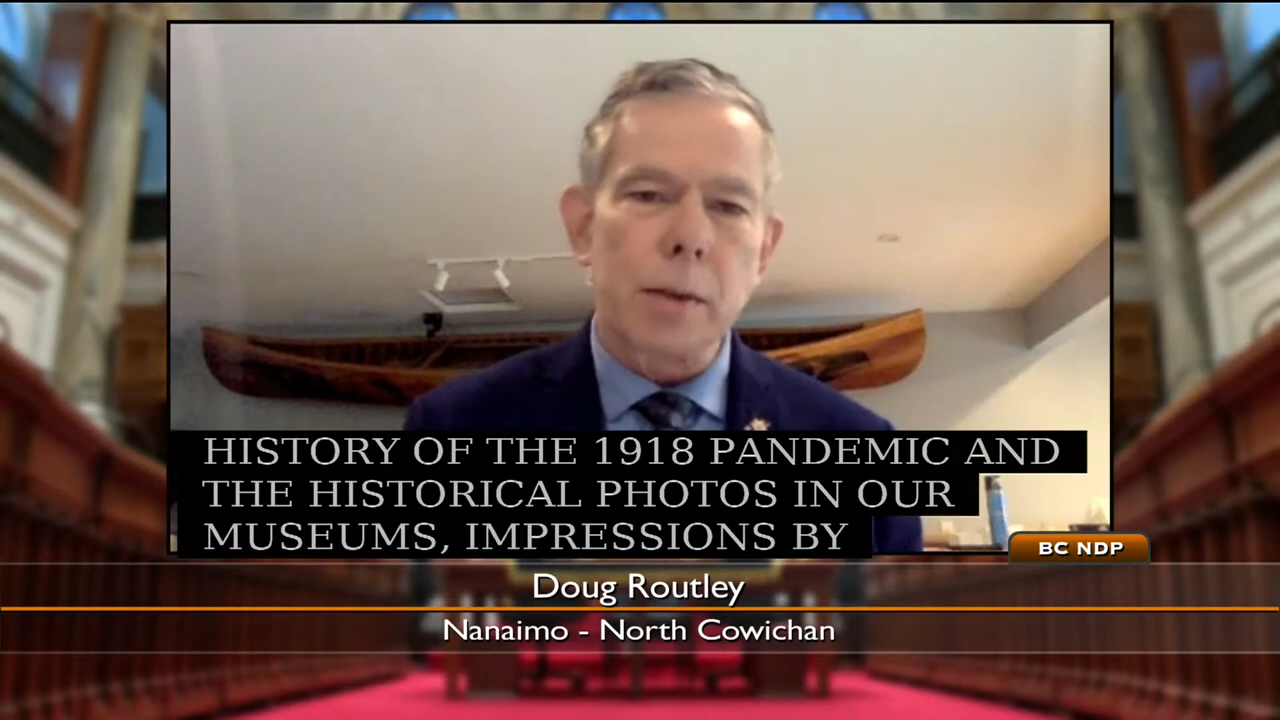 HISTORY OF THE 1918 PANDEMIC AND
THE HISTORICAL PHOTOS IN OUR
MUSEUMS, IMPRESSIONS BY
BC NDP
Doug Routley
Nanaimo - North Cowichan